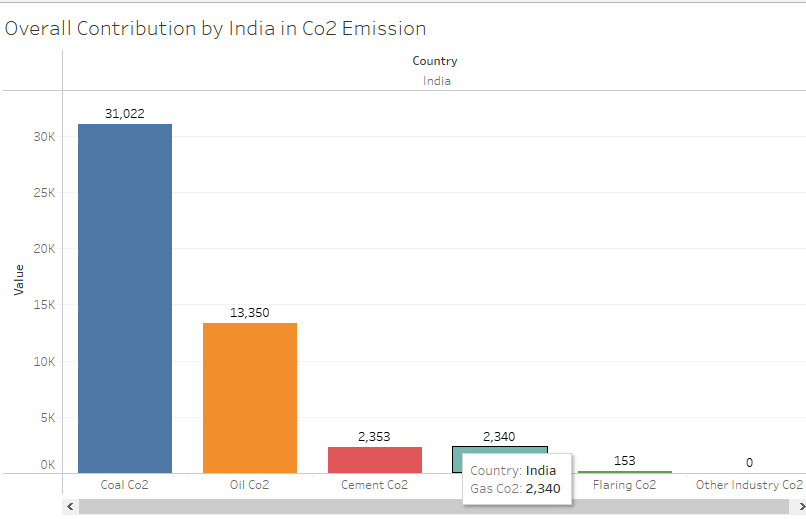 Overall Contribution by India in Co2 Emission
Country
India
31,022
30K
25K
20K
Value
15K
13,350
10K
5K
2,353
2,340
153
0
0K
Country: India
Gas Co2: 2,340
Coal Co2
Oil Co2
Cement Co2
Flaring Co2
Other Industry Co2